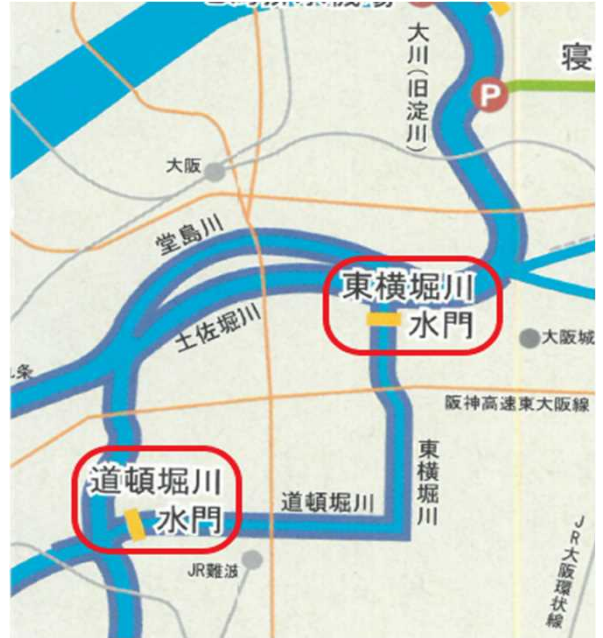 大川(旧淀川)
寝
P
大阪
堂島川
土佐堀川
東横堀川
水門
大阪城
阪神高速東大阪線
東横堀川
道頓堀川
水門
道頓堀川
JR難波
JR大阪環状線